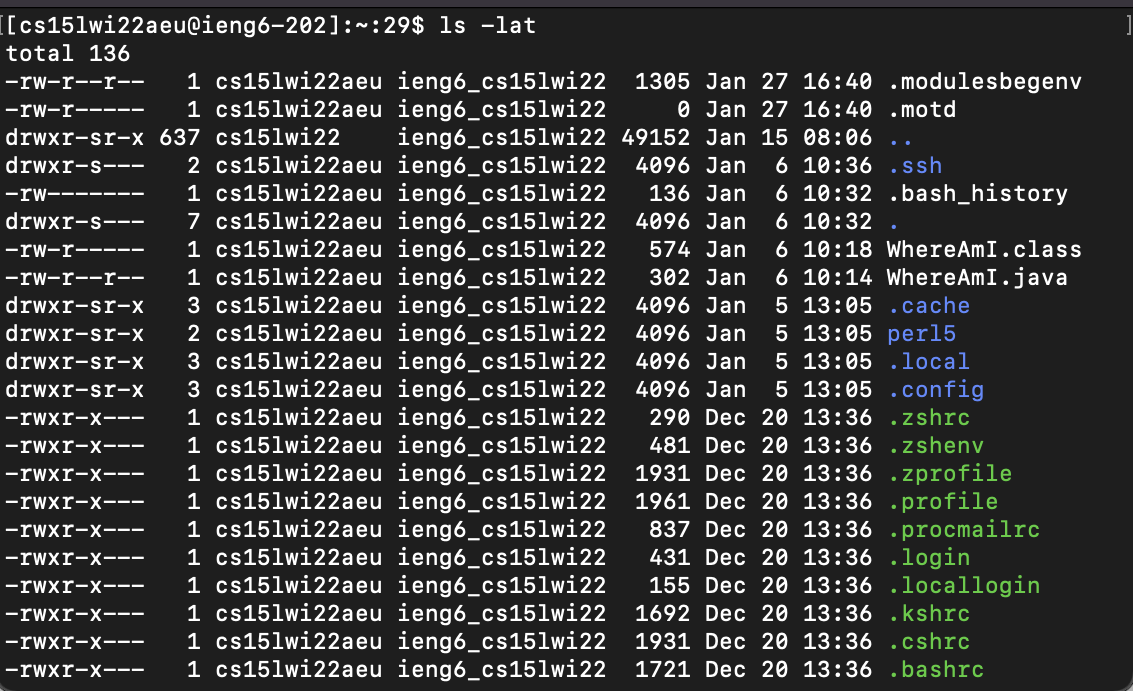 [[cs15lwi22aeu@ieng6-202]:~:29$ ls -lat ]
total 136
-rw-r--r--   1 cs15lwi22aeu ieng6_cs15lwi22  1305 Jan 27 16:40 .modulesbegenv
-rw-r-----   1 cs15lwi22aeu ieng6_cs15lwi22     0 Jan 27 16:40 .motd
drwxr-sr-x 637 cs15lwi22    ieng6_cs15lwi22 49152 Jan 15 08:06 ..
drwxr-s---   2 cs15lwi22aeu ieng6_cs15lwi22  4096 Jan  6 10:36 .ssh
-rw-------   1 cs15lwi22aeu ieng6_cs15lwi22   136 Jan  6 10:32 .bash_history
drwxr-s---   7 cs15lwi22aeu ieng6_cs15lwi22  4096 Jan  6 10:32 .
-rw-r-----   1 cs15lwi22aeu ieng6_cs15lwi22   574 Jan  6 10:18 WhereAmI.class
-rw-r--r--   1 cs15lwi22aeu ieng6_cs15lwi22   302 Jan  6 10:14 WhereAmI.java
drwxr-sr-x   3 cs15lwi22aeu ieng6_cs15lwi22  4096 Jan  5 13:05 .cache
drwxr-sr-x   2 cs15lwi22aeu ieng6_cs15lwi22  4096 Jan  5 13:05 perl5
drwxr-sr-x   3 cs15lwi22aeu ieng6_cs15lwi22  4096 Jan  5 13:05 .local
drwxr-sr-x   3 cs15lwi22aeu ieng6_cs15lwi22  4096 Jan  5 13:05 .config
-rwxr-x---   1 cs15lwi22aeu ieng6_cs15lwi22   290 Dec 20 13:36 .zshrc
-rwxr-x---   1 cs15lwi22aeu ieng6_cs15lwi22   481 Dec 20 13:36 .zshenv
-rwxr-x---   1 cs15lwi22aeu ieng6_cs15lwi22  1931 Dec 20 13:36 .zprofile
-rwxr-x---   1 cs15lwi22aeu ieng6_cs15lwi22  1961 Dec 20 13:36 .profile
-rwxr-x---   1 cs15lwi22aeu ieng6_cs15lwi22   837 Dec 20 13:36 .procmailrc
-rwxr-x---   1 cs15lwi22aeu ieng6_cs15lwi22   431 Dec 20 13:36 .login
-rwxr-x---   1 cs15lwi22aeu ieng6_cs15lwi22   155 Dec 20 13:36 .locallogin
-rwxr-x---   1 cs15lwi22aeu ieng6_cs15lwi22  1692 Dec 20 13:36 .kshrc
-rwxr-x---   1 cs15lwi22aeu ieng6_cs15lwi22  1931 Dec 20 13:36 .cshrc
-rwxr-x---   1 cs15lwi22aeu ieng6_cs15lwi22  1721 Dec 20 13:36 .bashrc